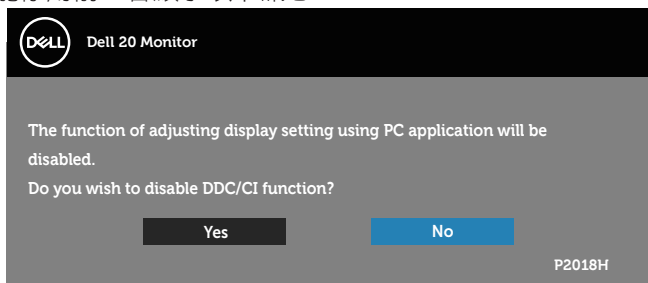 DELL
Dell 20 Monitor
The function of adjusting display setting using PC application will be
disabled.
Do you wish to disable DDC/CI function?
Yes
No
P2018H